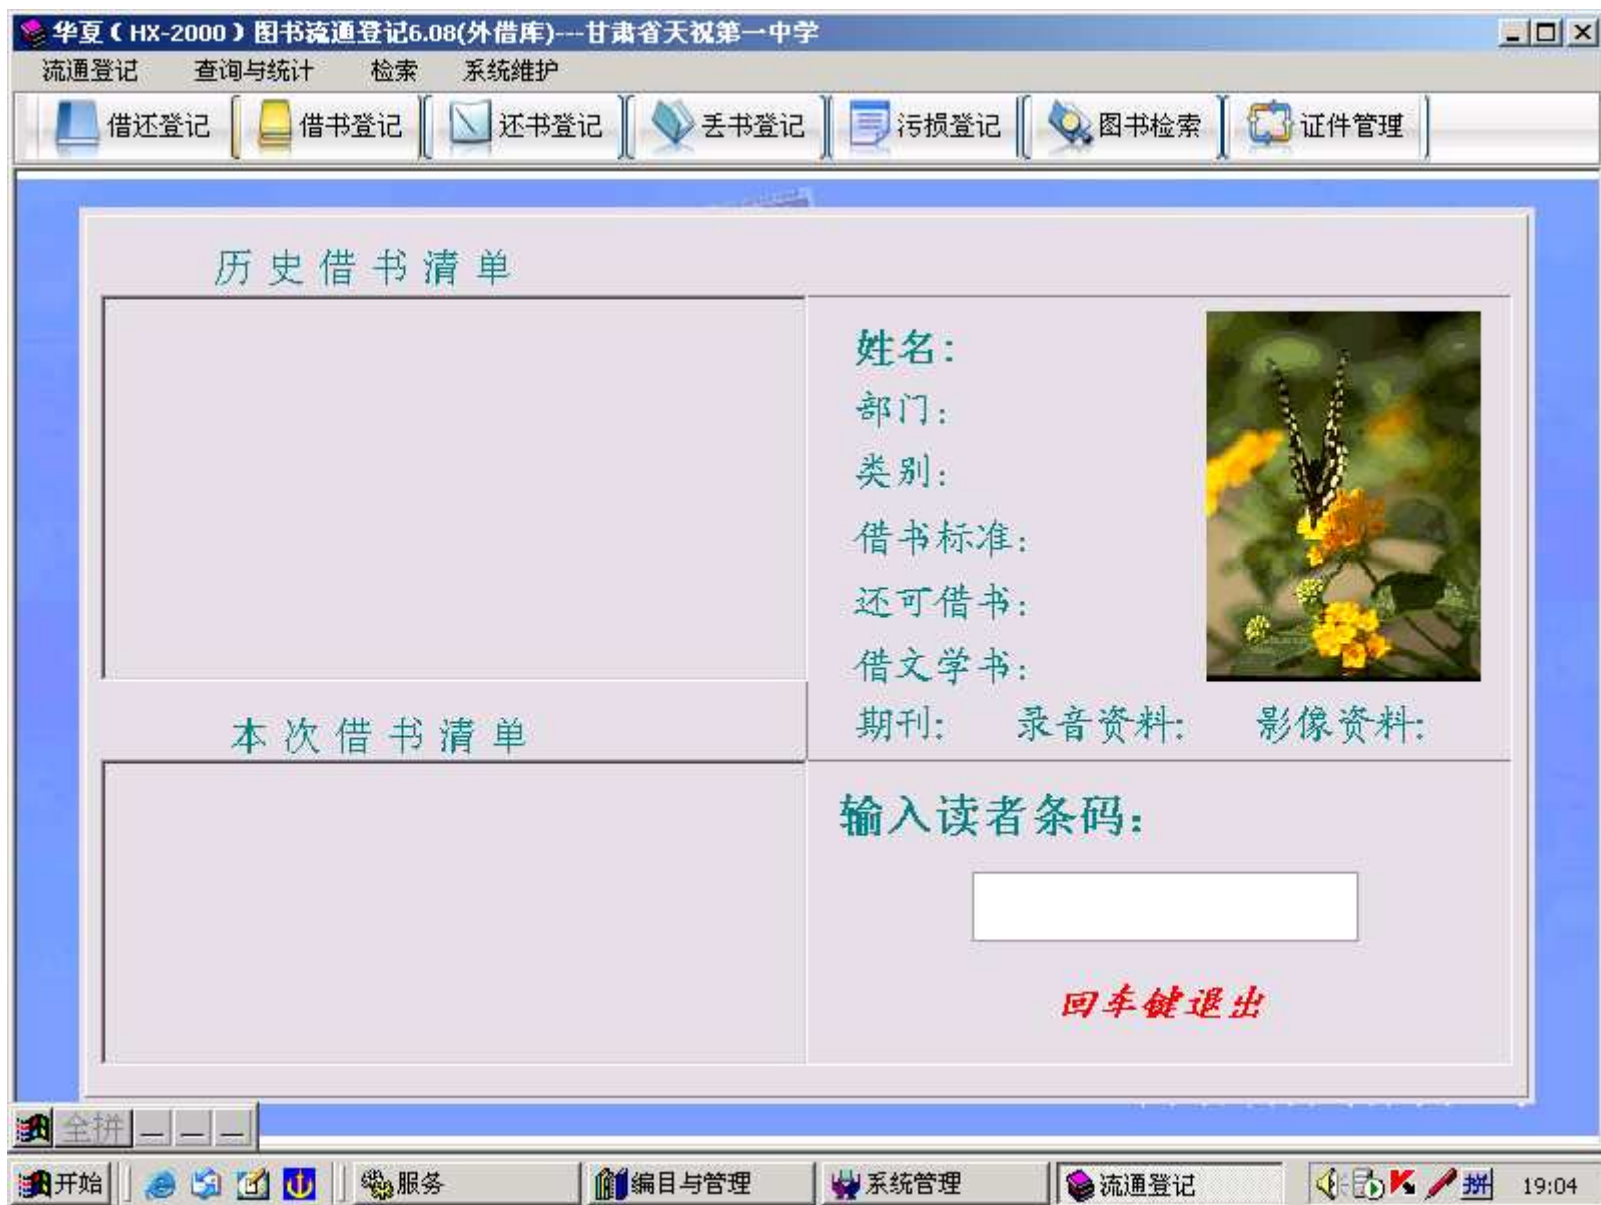 华夏（HX-2000）图书流通登记6.08(外借库)---甘肃省天祝第一中学
流通登记 查询与统计 检索 系统维护
借还登记 借书登记 还书登记 丢书登记 污损登记 图书检索 证件管理
历史借书清单
姓名：
部门：
类别：
借书标准：
还可借书：
借文学书：
期刊： 录音资料： 影像资料：
本次借书清单
输入读者条码：
回车键退出
全拼
开始 服务 编目与管理 系统管理 流通登记 拼 19:04